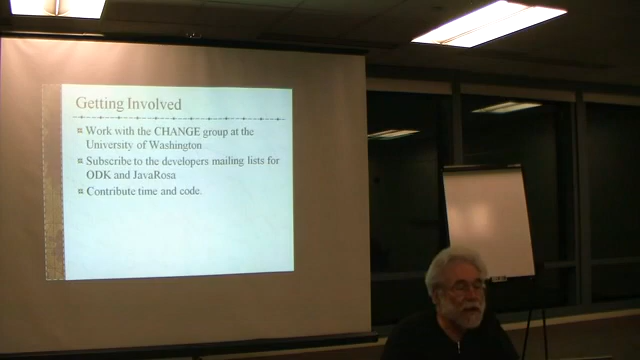 Getting Involved
Work with the CHANGE group at the
University of Washington
Subscribe to the developers mailing lists for
ODK and JavaRosa
Contribute time and code.